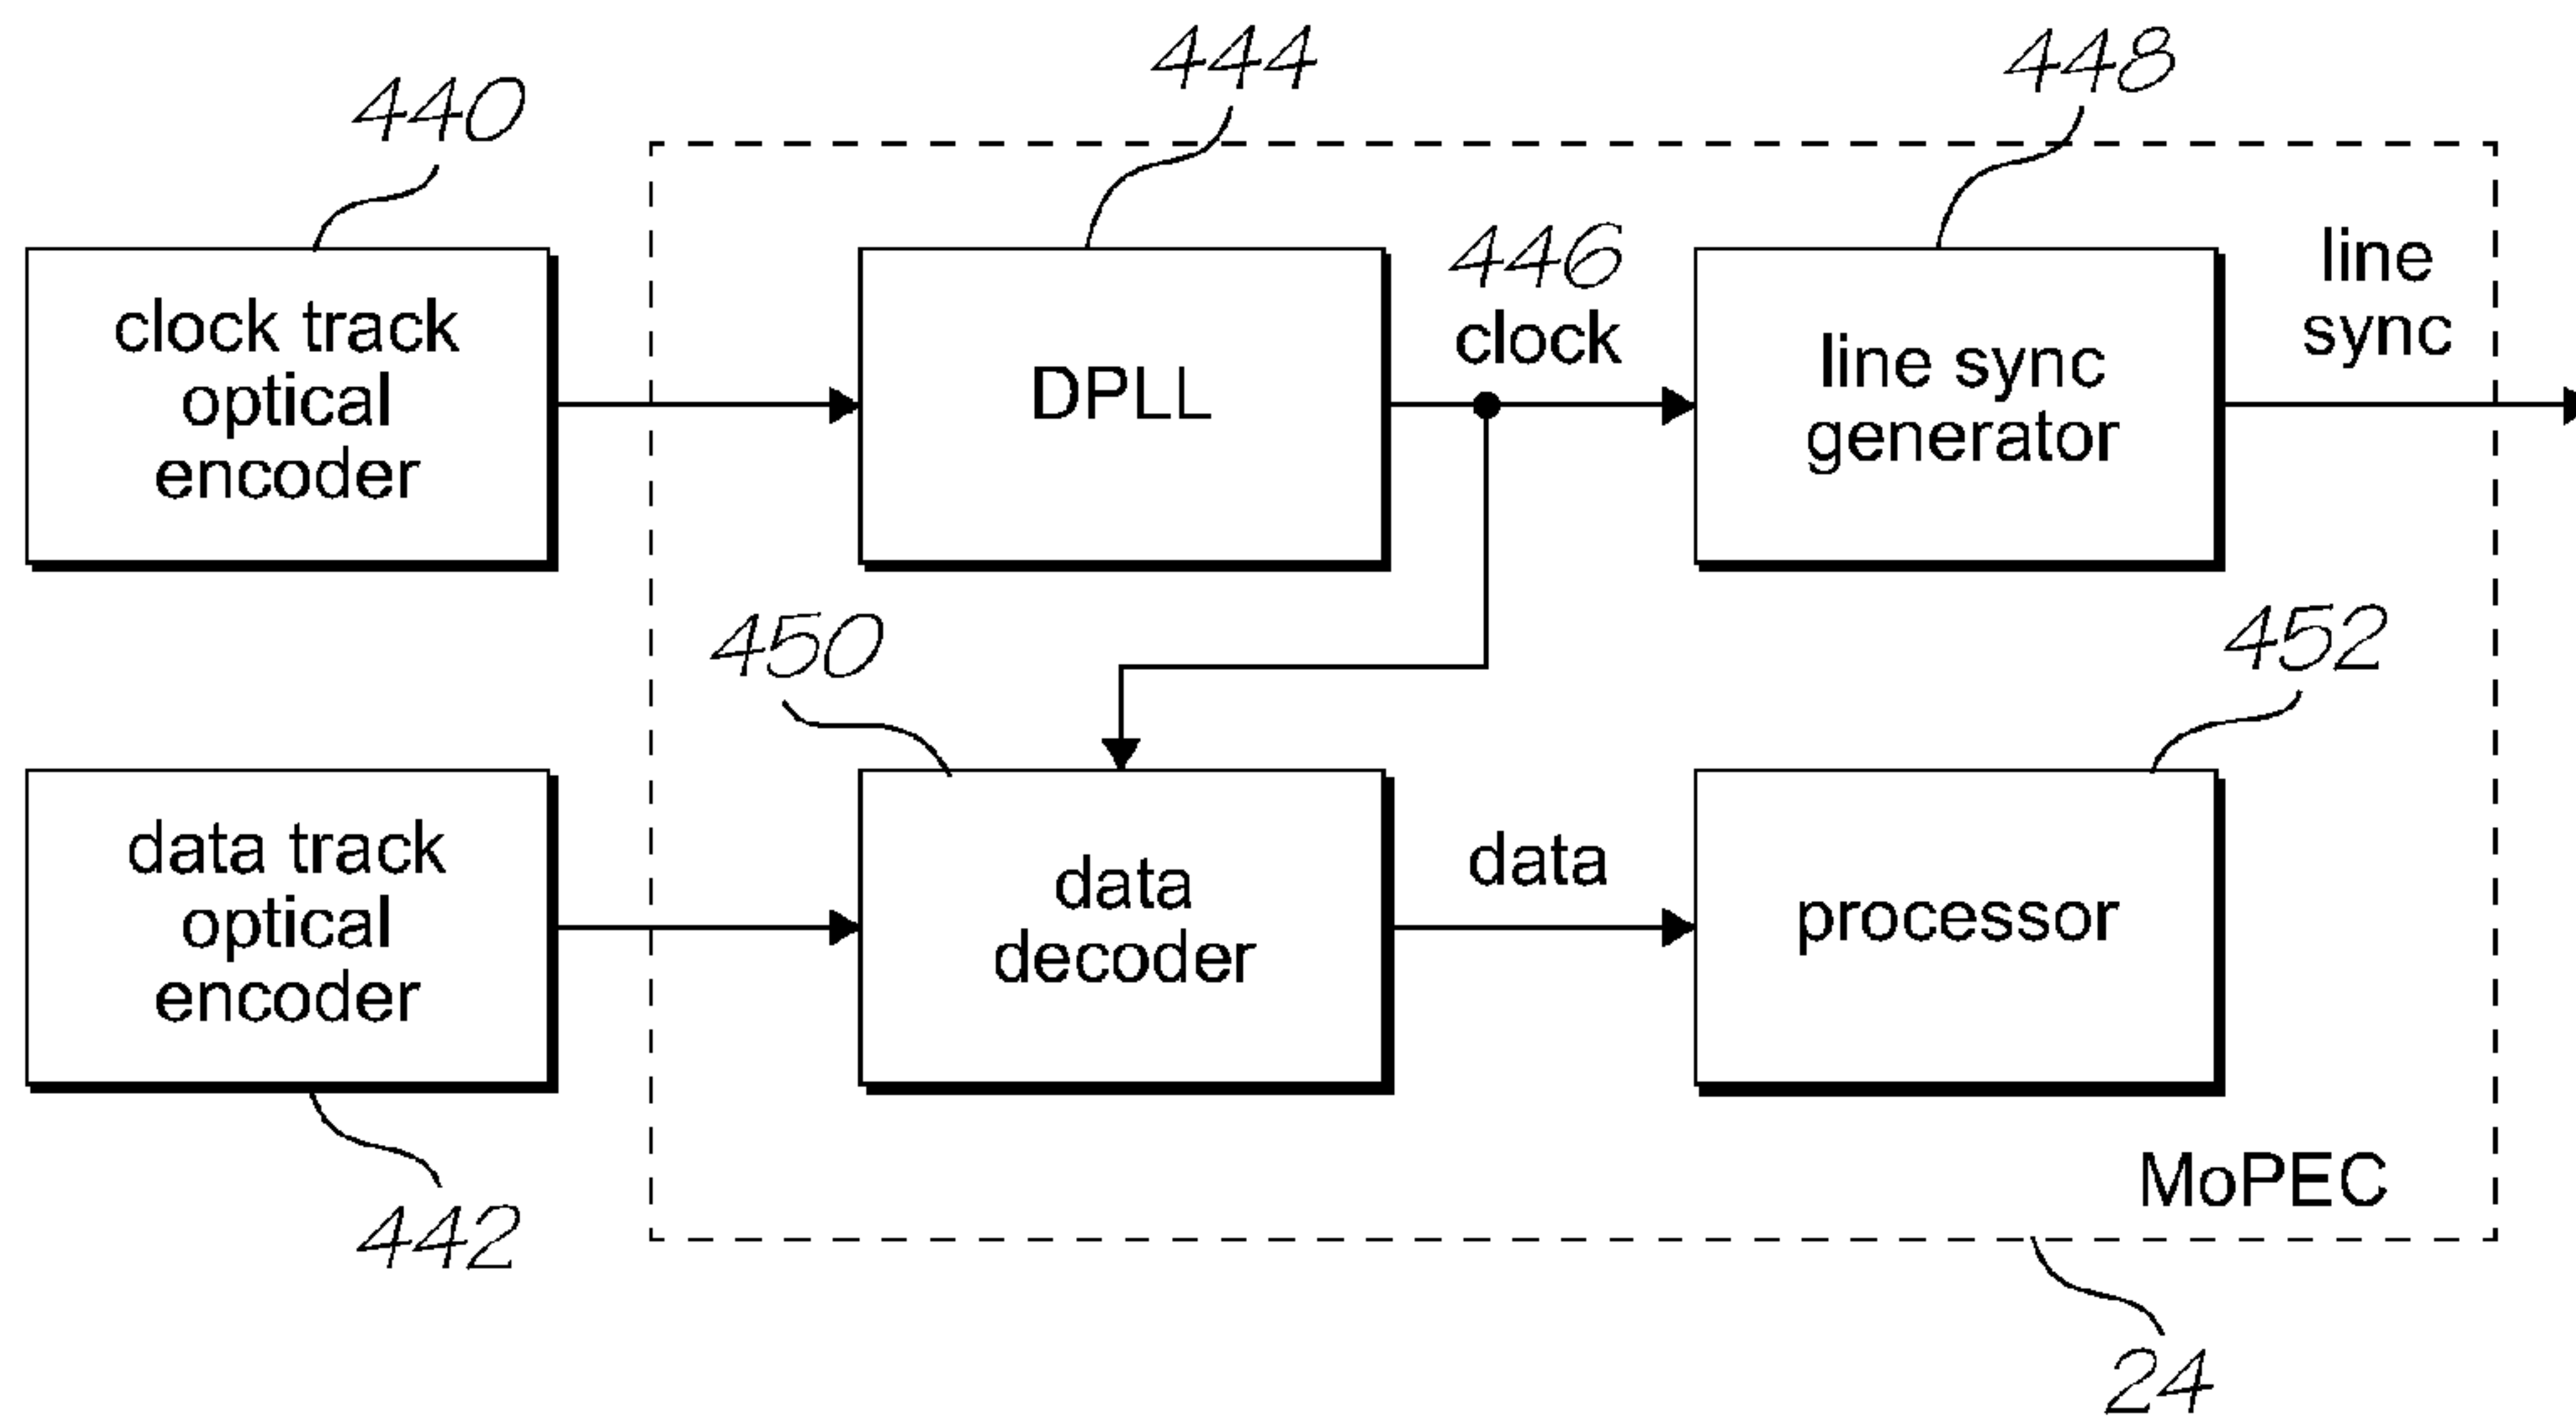 444
448
440
446
clock
line
sync
clock track
optical
encoder
DPLL
line sync
generator
450
452
data track
optical
encoder
data
decoder
data
processor
MoPEC
442
24